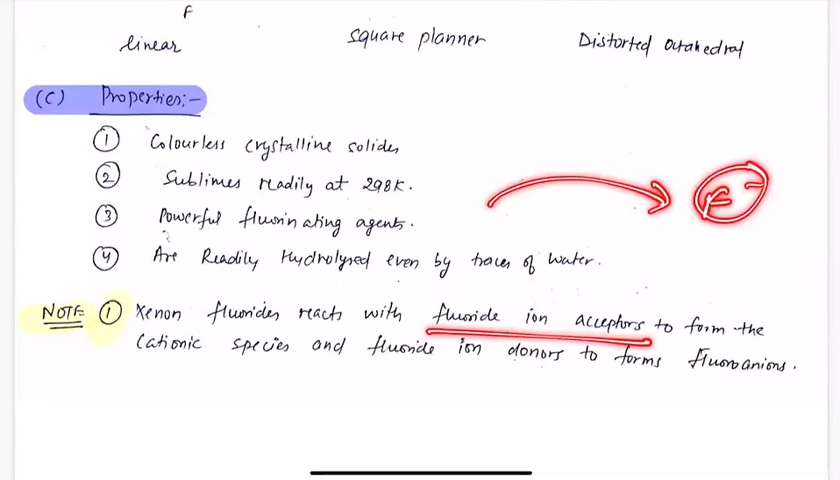 F
linear square planner Distorted Octahedral
(C) Properties:-
① Colourless crystalline solids
② Sublimes readily at 298K.
③ Powerful fluorinating agents.
④ Are Readily Hydrolysed even by traces of water.
NOTE ① Xenon fluorides reacts with fluoride ion acceptors to form the
Cationic species and fluoride ion donors to forms fluoroanions.
F-